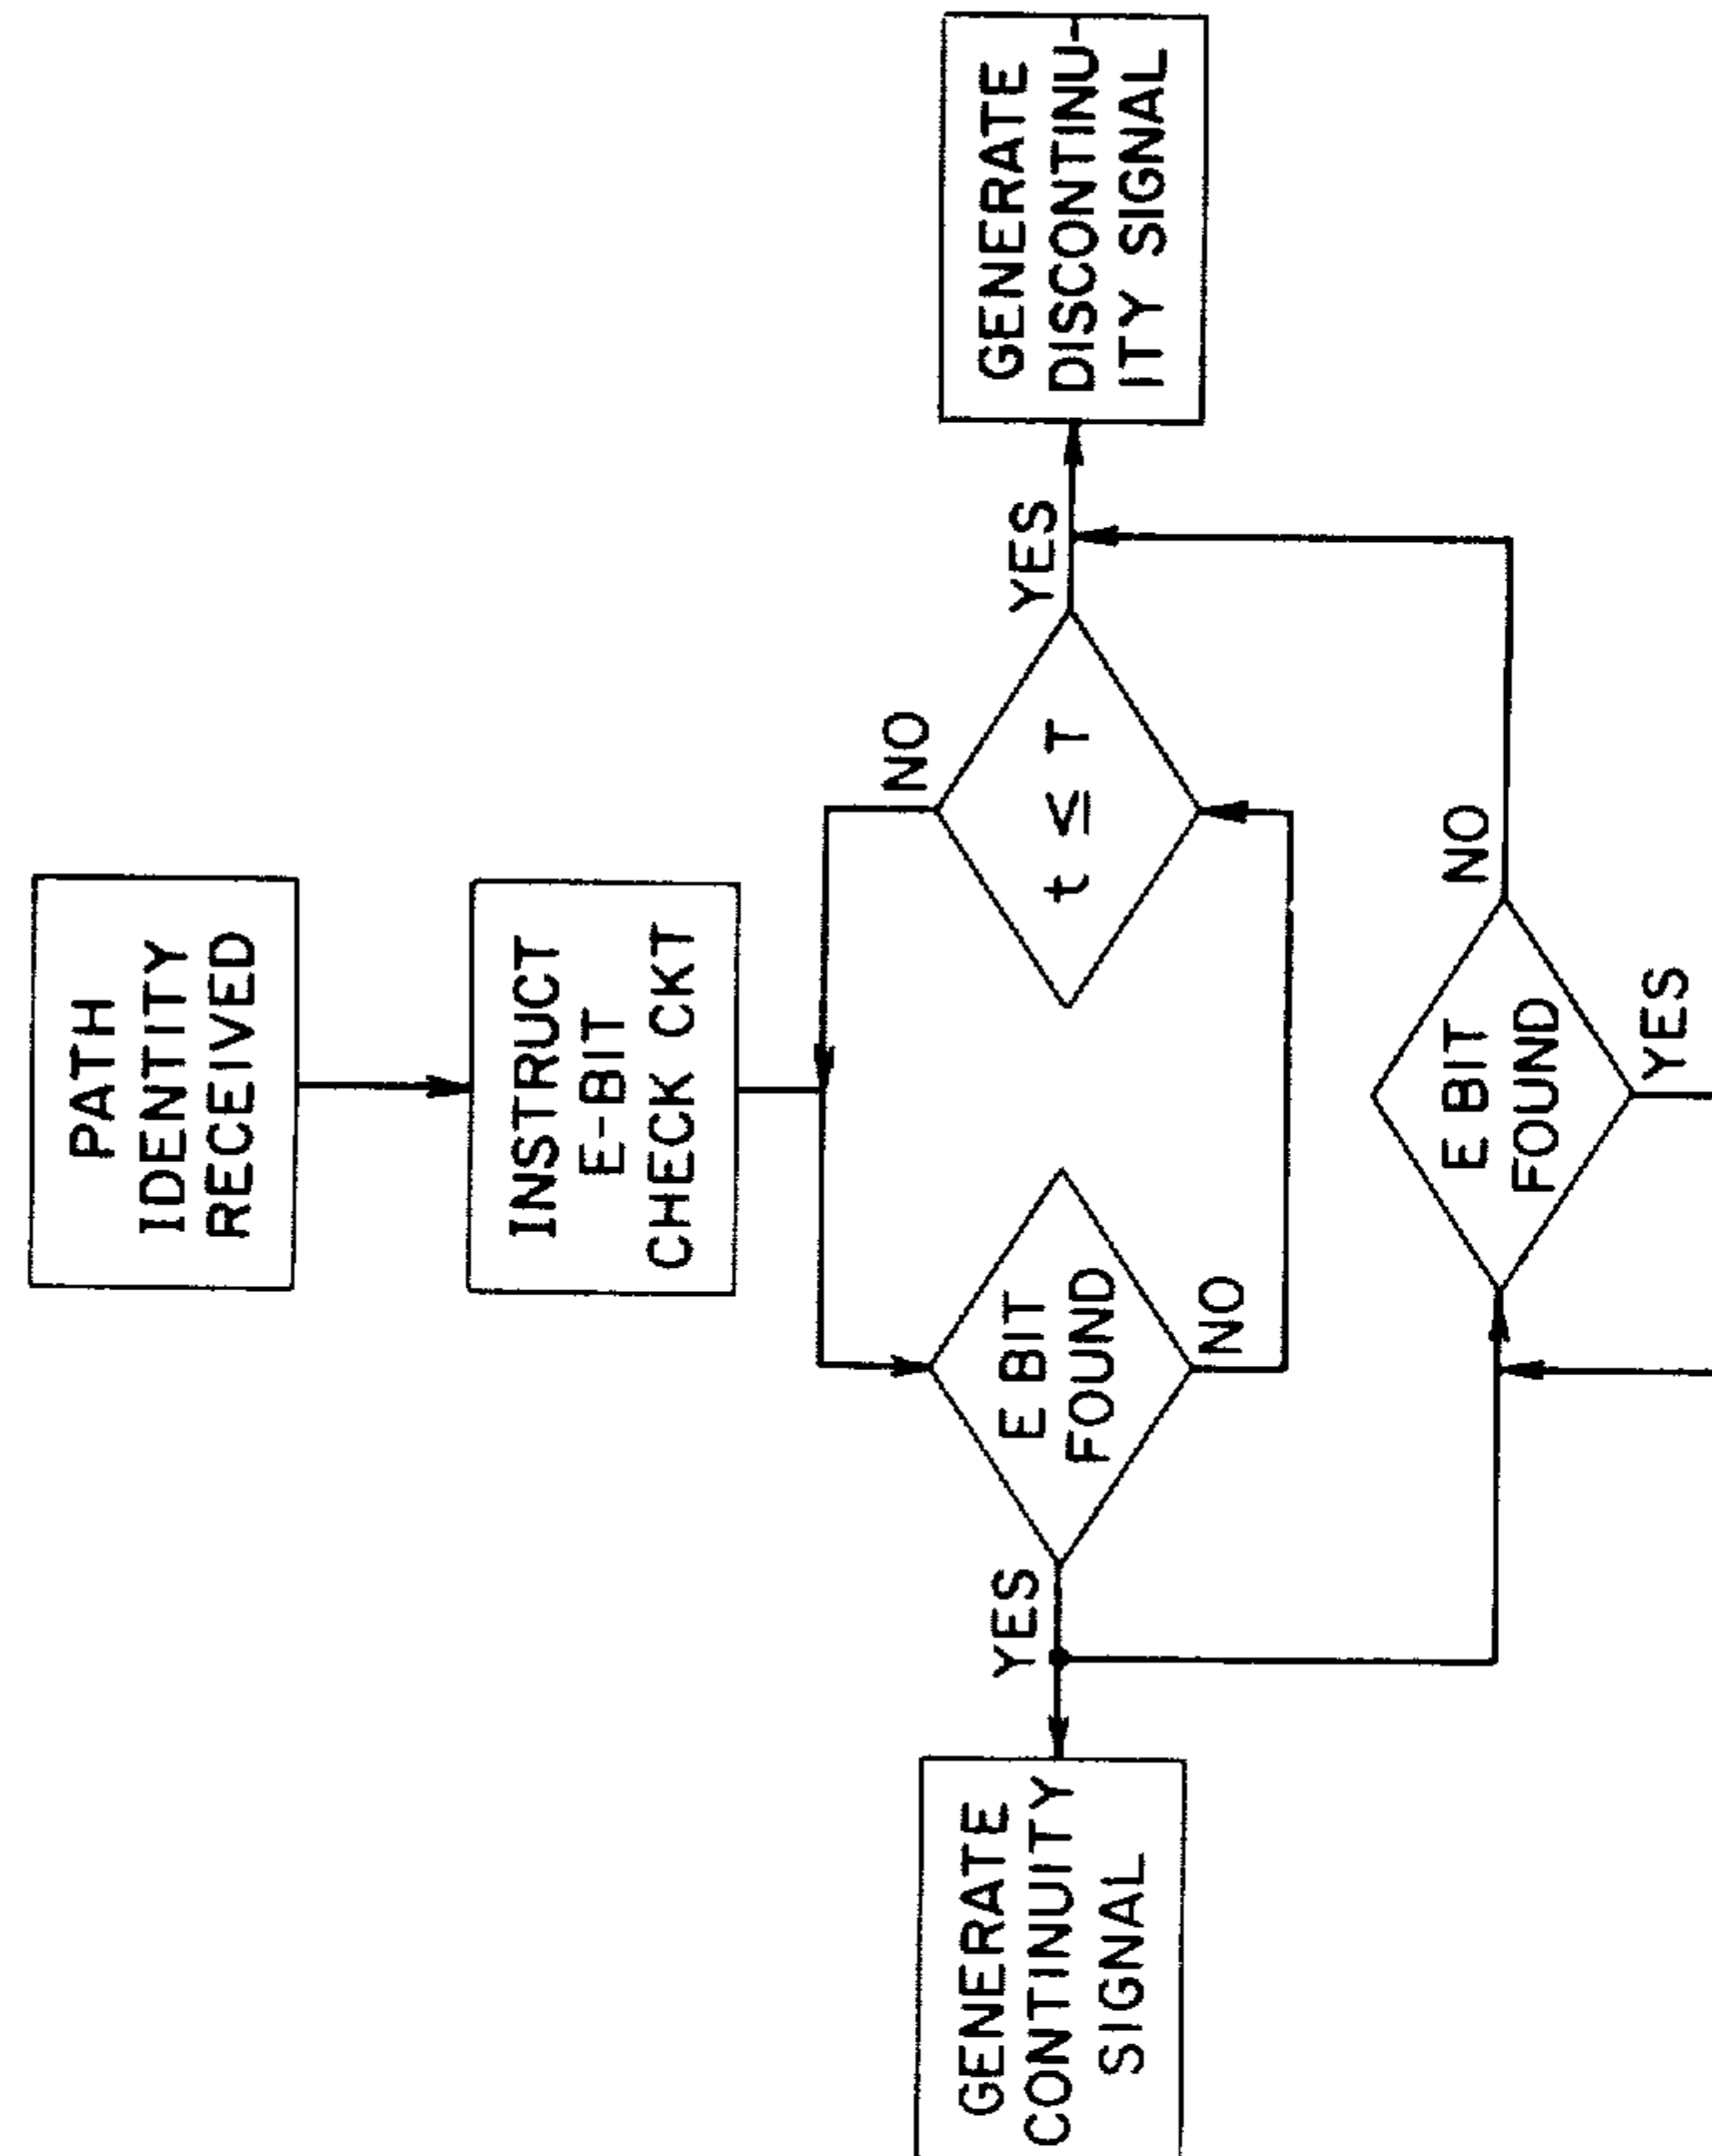 PATH
IDENTITY
RECEIVED
INSTRUCT
E-BIT
CHECK CKT
GENERATE
CONTINUITY
SIGNAL
YES
E BIT
FOUND
NO
NO
t ≤ T
YES
GENERATE
DISCONTINU-
ITY SIGNAL
E BIT
FOUND
NO
YES